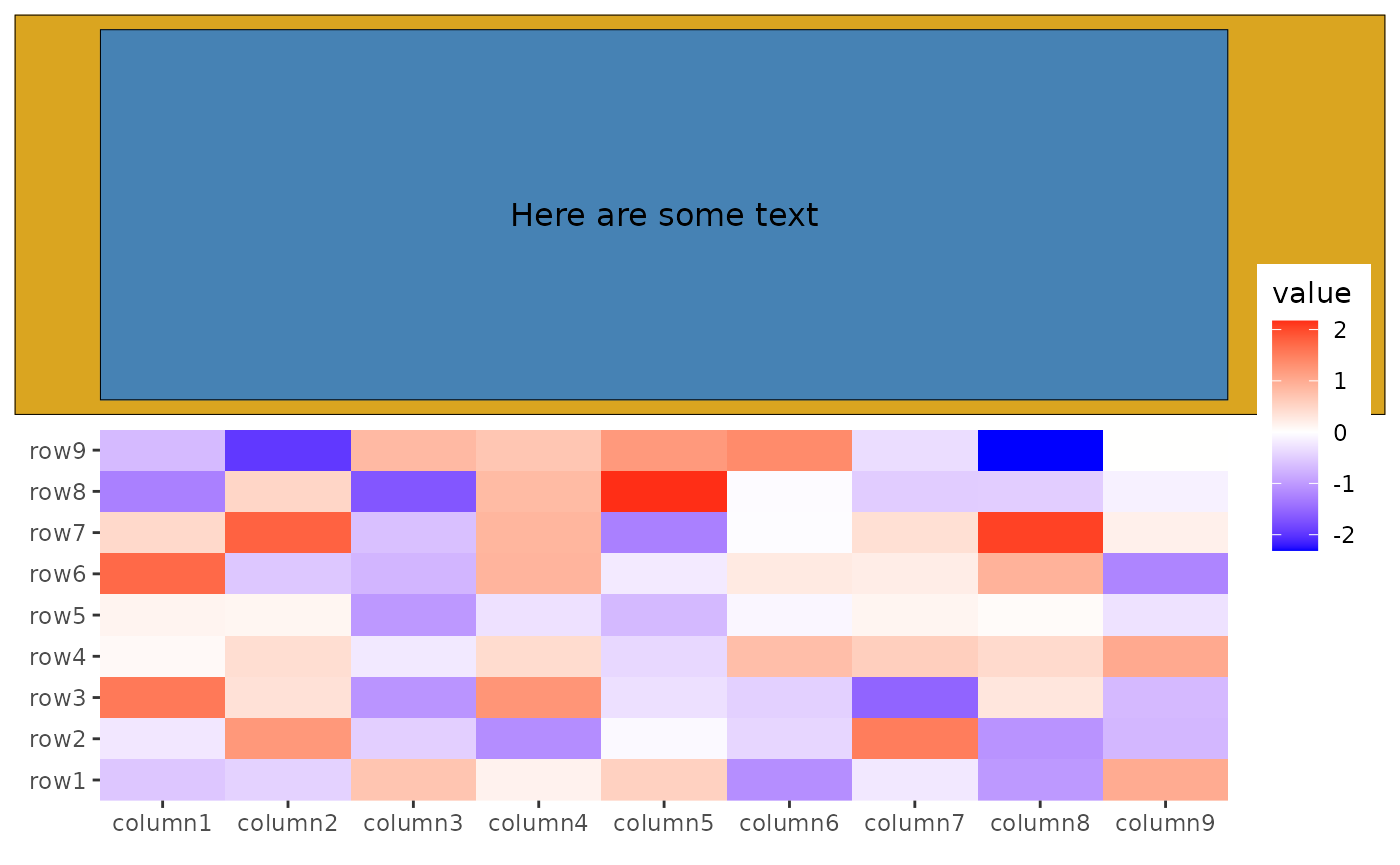 Here are some text
value
2
1
0
-1
-2
row9
row8
row7
row6
row5
row4
row3
row2
row1
column1 column2 column3 column4 column5 column6 column7 column8 column9